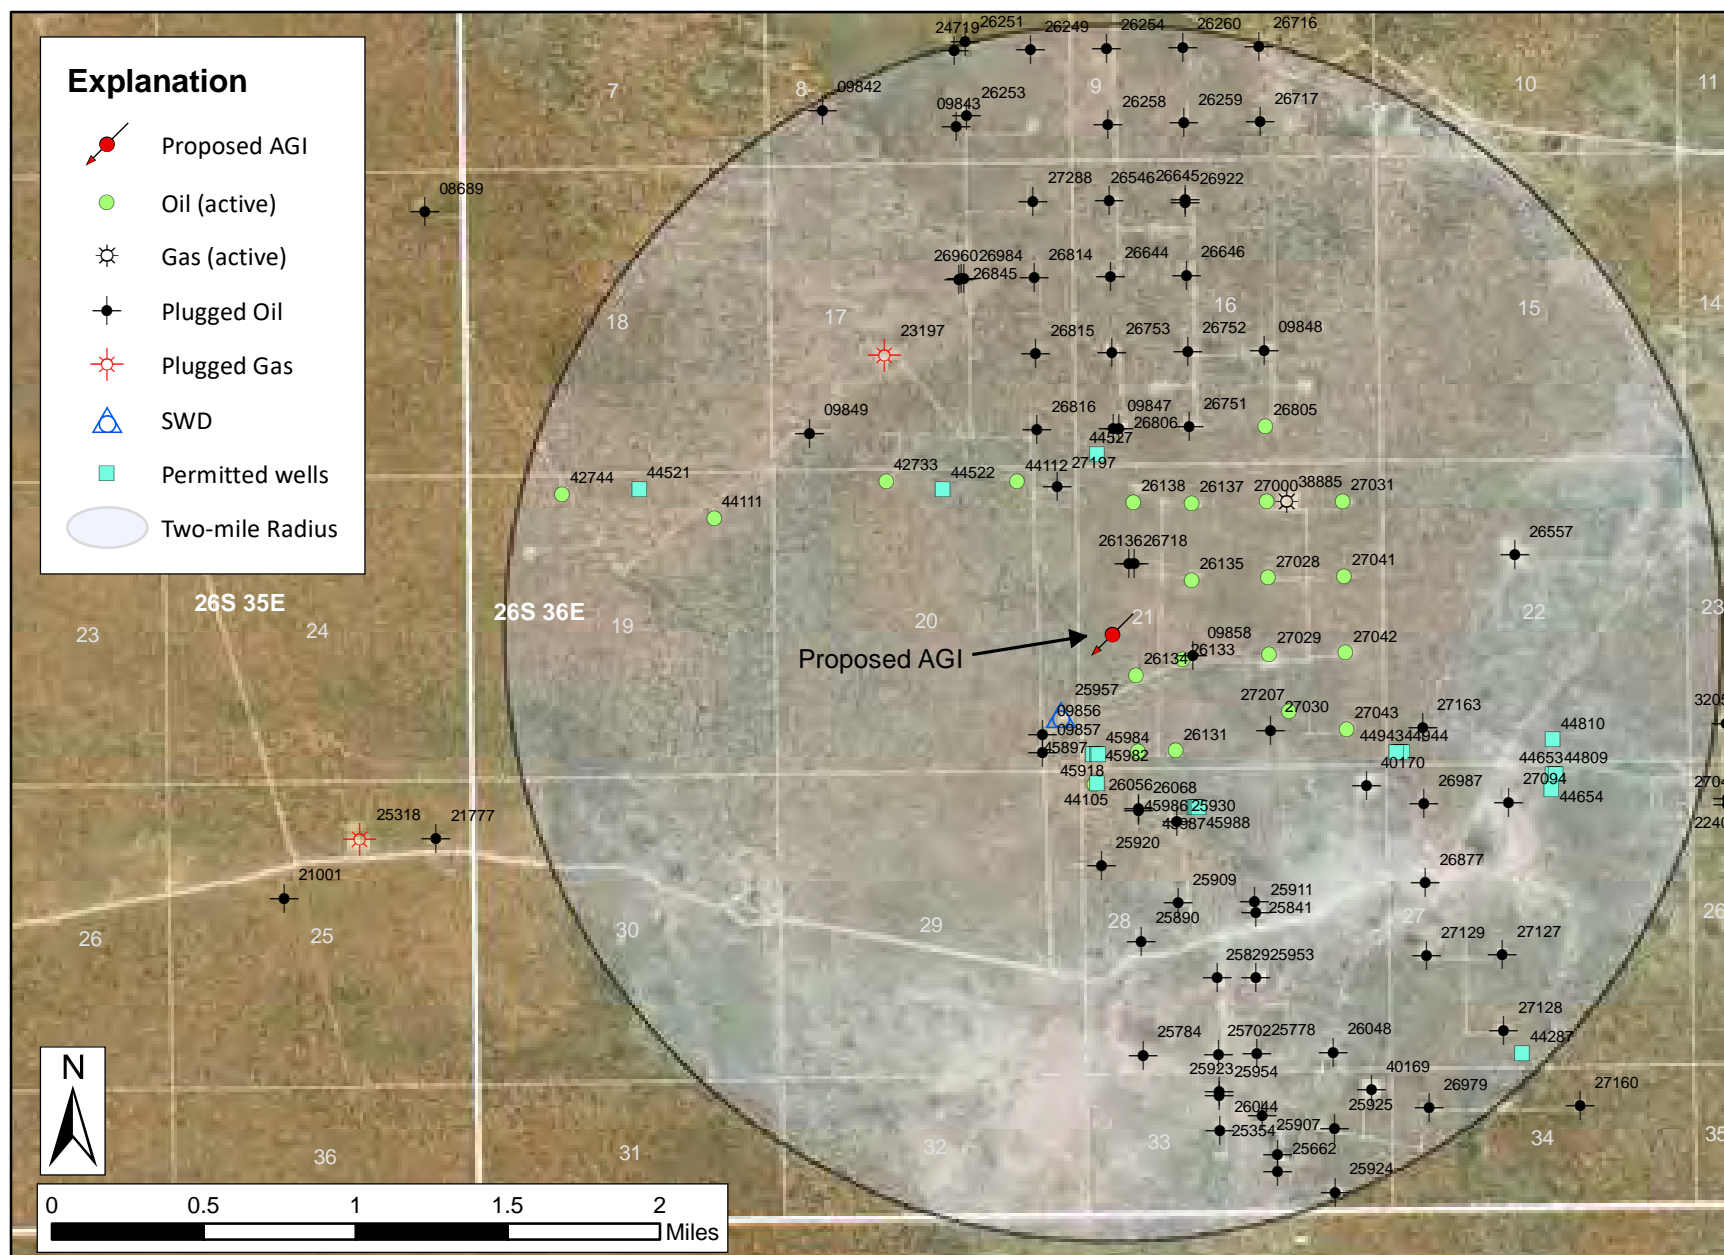 Explanation
Proposed AGI
Oil (active)
Gas (active)
Plugged Oil
Plugged Gas
SWD
Permitted wells
Two-mile Radius
24719 26251 26249 26254 26260 26716
7 8 9 10 11
09842 09843 26253 26258 26259 26717
08689
27288 26546 26645 26922
26960 26984 26845 26814 26644 26646
18 17 16 15 14
23197 26815 26753 26752 09848
09849 26816 09847 26806 26751 26805
44527
42744 44521 44111 42733 44522 44112 27197
26138 26137 27000 38885 27031
26557
26136 26718 26135 27028 27041
26S 35E
26S 36E
23 24 19 20 21 22 23
Proposed AGI
09858 26133 26134 27029 27042
25957
09856
09857
27207 27030 27043 27163
44810
45897 45984 45982 26131
44943 44944
44653 44809
45918 44105 26056 26068
40170 26987 27094 44654
45986 25930 45987 45988
25318 21777
21001
25920 26877
25909 25911 25841
25890
26 25 30 29 28 27 26
27129 27127
25829 25953
27128
44287
25784 25702 25778 26048
25923 25954 40169 26979 27160
26044 25925
25354 25907
25662
25924
36 31 32 33 34 35
N
0 0.5 1 1.5 2
Miles